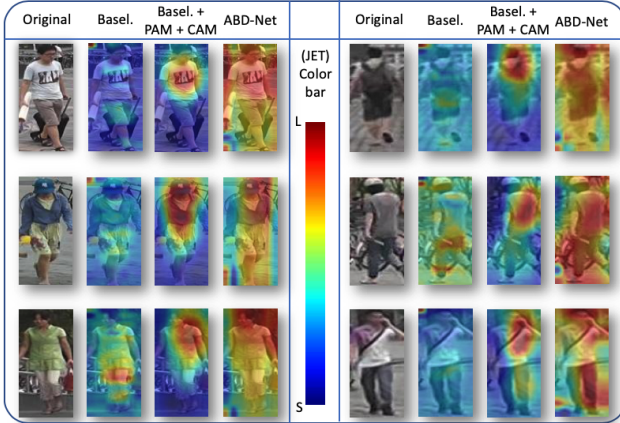 Original Basel. Basel. + PAM + CAM ABD-Net
(JET)
Color
bar
L
S
Original Basel. Basel. + PAM + CAM ABD-Net